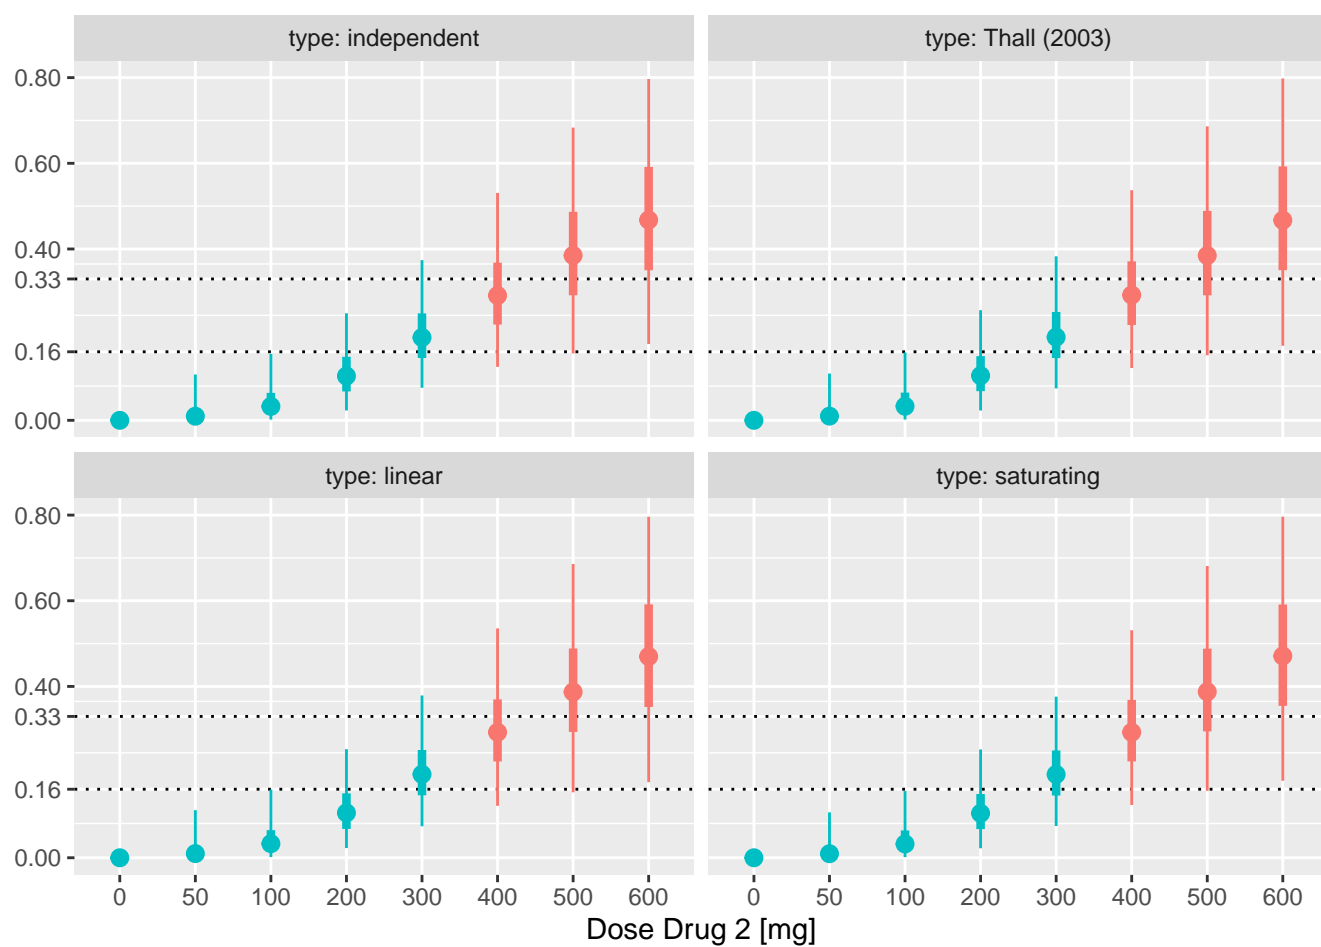 type: independent
type: Thall (2003)
0.80
0.60
0.40
0.33
0.16
0.00
type: linear
type: saturating
0.80
0.60
0.40
0.33
0.16
0.00
0 50 100 200 300 400 500 600
0 50 100 200 300 400 500 600
Dose Drug 2 [mg]